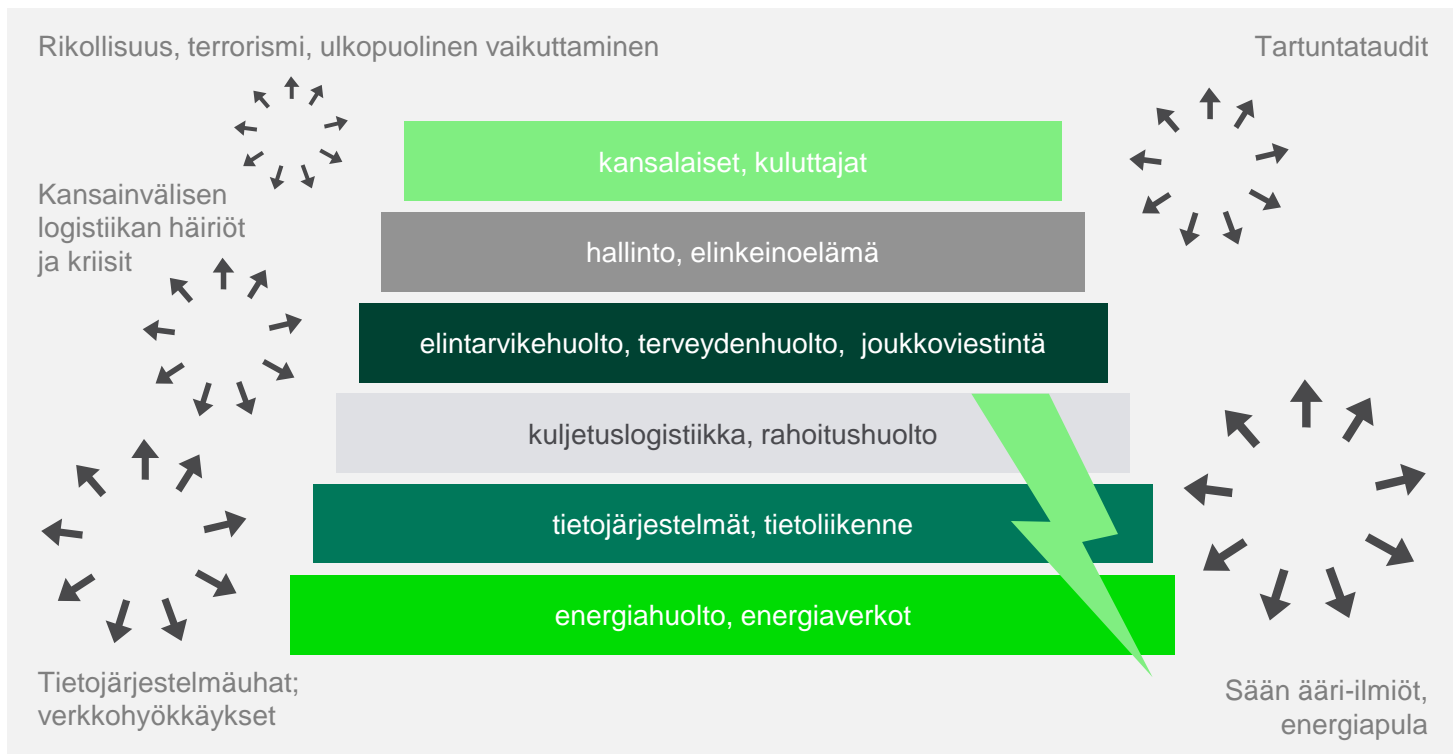 Rikollisuus, terrorismi, ulkopuolinen vaikuttaminen
Tartuntataudit
kansalaiset, kuluttajat
Kansainvälisen
logistiikan häiriöt
ja kriisit
hallinto, elinkeinoelämä
elintarvikehuolto, terveydenhuolto, joukkoviestintä
kuljetuslogistiikka, rahoitushuolto
tietojärjestelmät, tietoliikenne
energiahuolto, energiaverkot
Tietojärjestelmäuhat;
verkkohyökkäykset
Sään ääri-ilmiöt,
energiapula